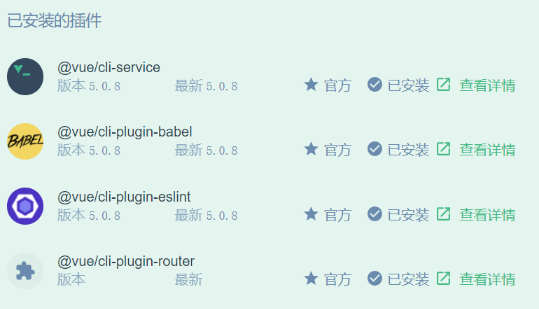 已安装的插件
@vue/cli-service
版本 5.0.8 最新 5.0.8 官方 已安装 查看详情
BABEL
@vue/cli-plugin-babel
版本 5.0.8 最新 5.0.8 官方 已安装 查看详情
@vue/cli-plugin-eslint
版本 5.0.8 最新 5.0.8 官方 已安装 查看详情
@vue/cli-plugin-router
版本 最新 官方 已安装 查看详情